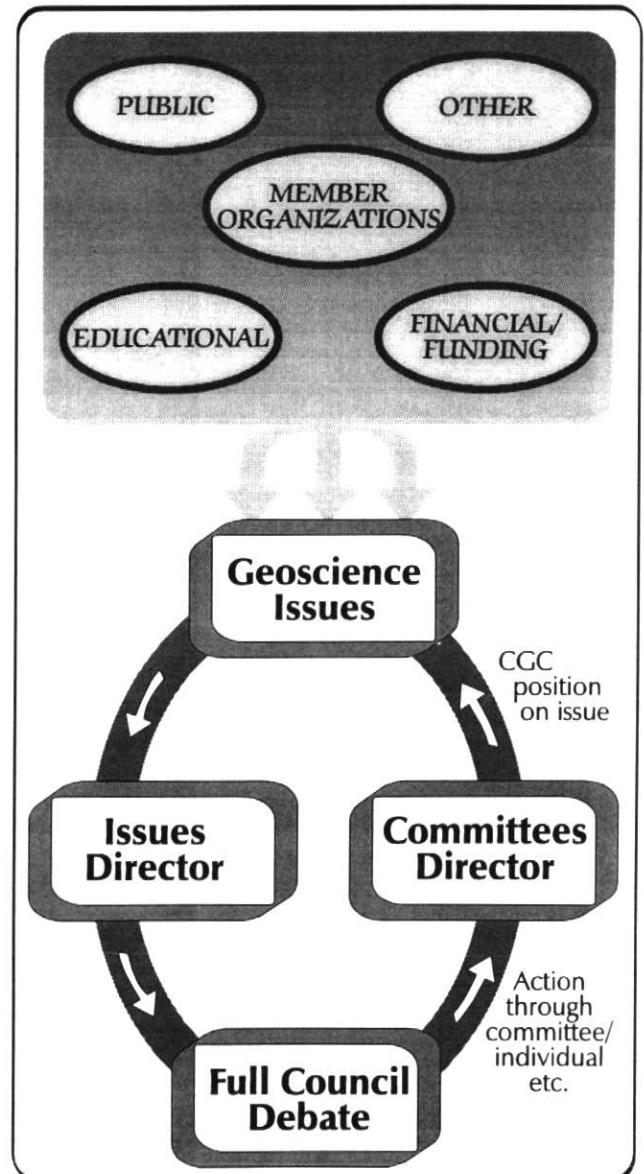 PUBLIC
OTHER
MEMBER
ORGANIZATIONS
EDUCATIONAL
FINANCIAL/
FUNDING
Geoscience
Issues
CGC
position
on issue
Issues
Director
Committees
Director
Action
through
committee/
individual
etc.
Full Council
Debate